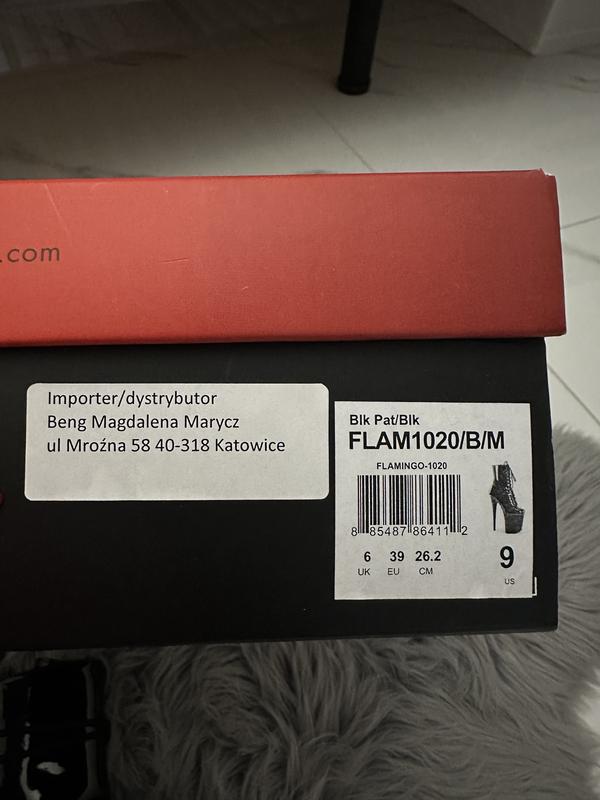 .com
Importer/dystrybutor
Beng Magdalena Marycz
ul Mroźna 58 40-318 Katowice
Blk Pat/Blk
FLAM1020/B/M
FLAMINGO-1020
8 85487 86411 2
6 39 26.2 9
UK EU CM US